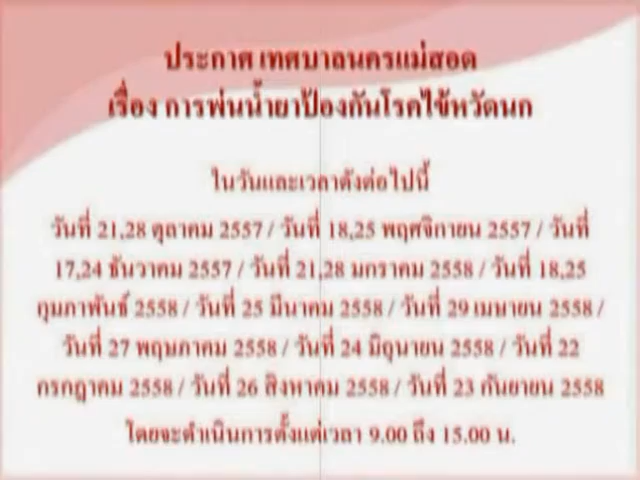 ประกาศ เทศบาลนครแม่สอด
เรื่อง การพ่นน้ำยาป้องกันโรคไข้หวัดนก
ในวันและเวลาดังต่อไปนี้
วันที่ 21,28 ตุลาคม 2557 / วันที่ 18,25 พฤศจิกายน 2557 / วันที่
17,24 ธันวาคม 2557 / วันที่ 21,28 มกราคม 2558 / วันที่ 18,25
กุมภาพันธ์ 2558 / วันที่ 25 มีนาคม 2558 / วันที่ 29 เมษายน 2558 /
วันที่ 27 พฤษภาคม 2558 / วันที่ 24 มิถุนายน 2558 / วันที่ 22
กรกฎาคม 2558 / วันที่ 26 สิงหาคม 2558 / วันที่ 23 กันยายน 2558
โดยจะดำเนินการตั้งแต่เวลา 9.00 ถึง 15.00 น.